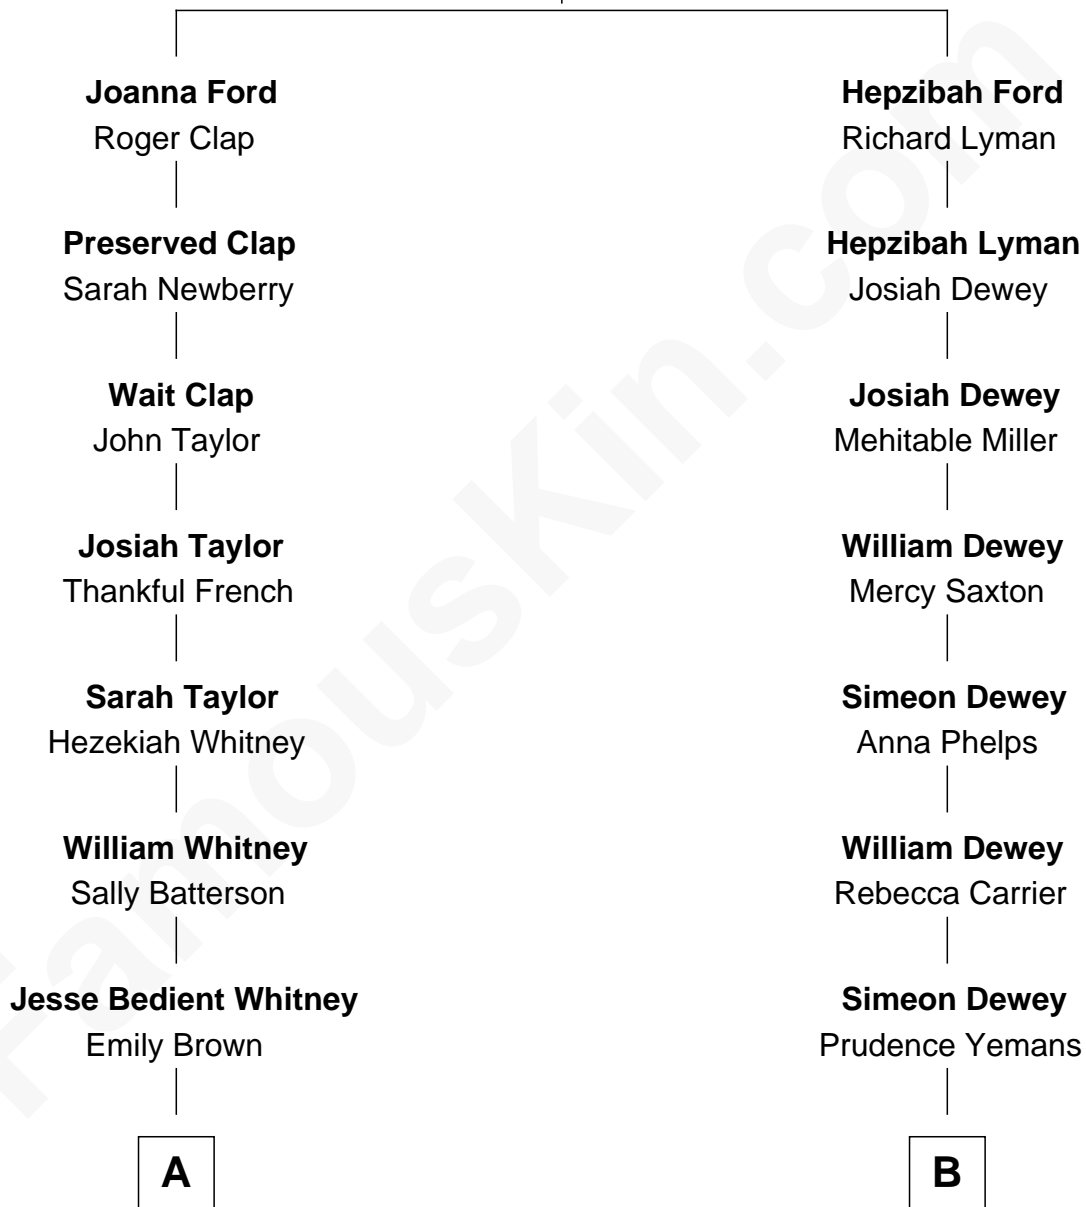 Joanna Ford
Roger Clap
Hepzibah Ford
Richard Lyman
Preserved Clap
Sarah Newberry
Hepzibah Lyman
Josiah Dewey
Wait Clap
John Taylor
Josiah Dewey
Mehitable Miller
Josiah Taylor
Thankful French
William Dewey
Mercy Saxton
Sarah Taylor
Hezekiah Whitney
Simeon Dewey
Anna Phelps
William Whitney
Sally Batterson
William Dewey
Rebecca Carrier
Jesse Bedient Whitney
Emily Brown
Simeon Dewey
Prudence Yemans
A
B
FamousKin.com